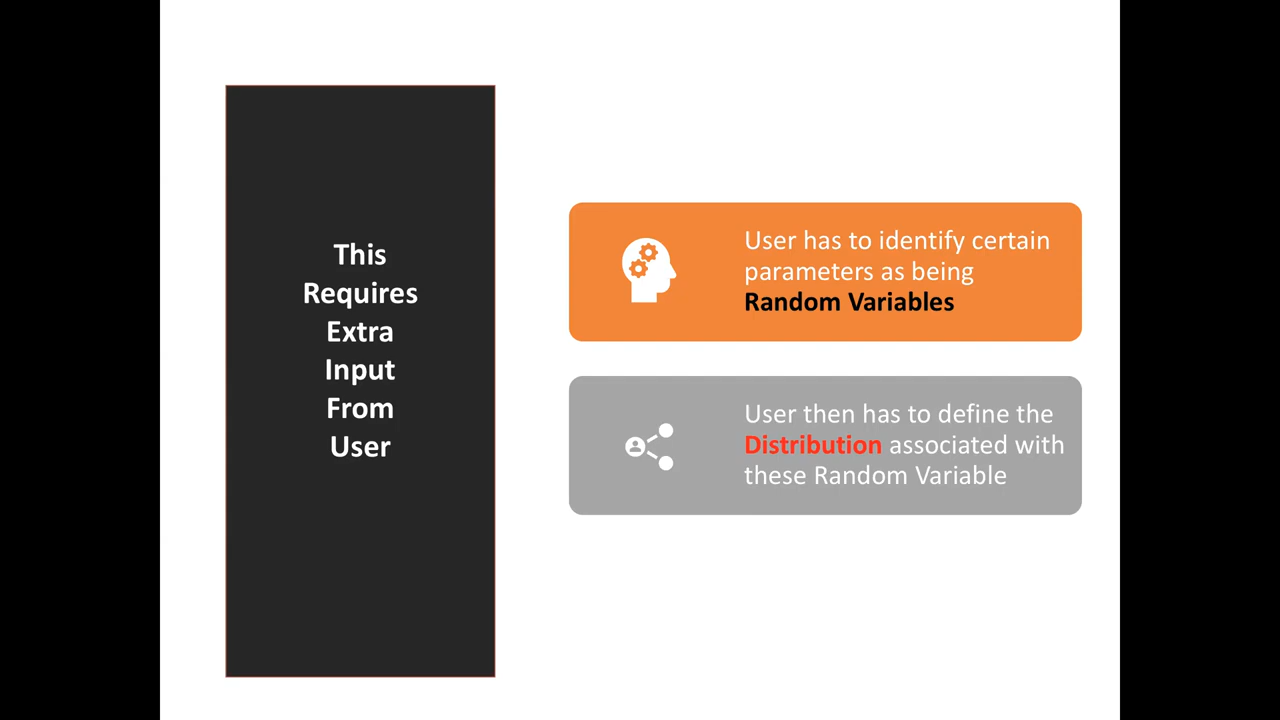 This
Requires
Extra
Input
From
User
User has to identify certain
parameters as being
Random Variables
User then has to define the
Distribution associated with
these Random Variable